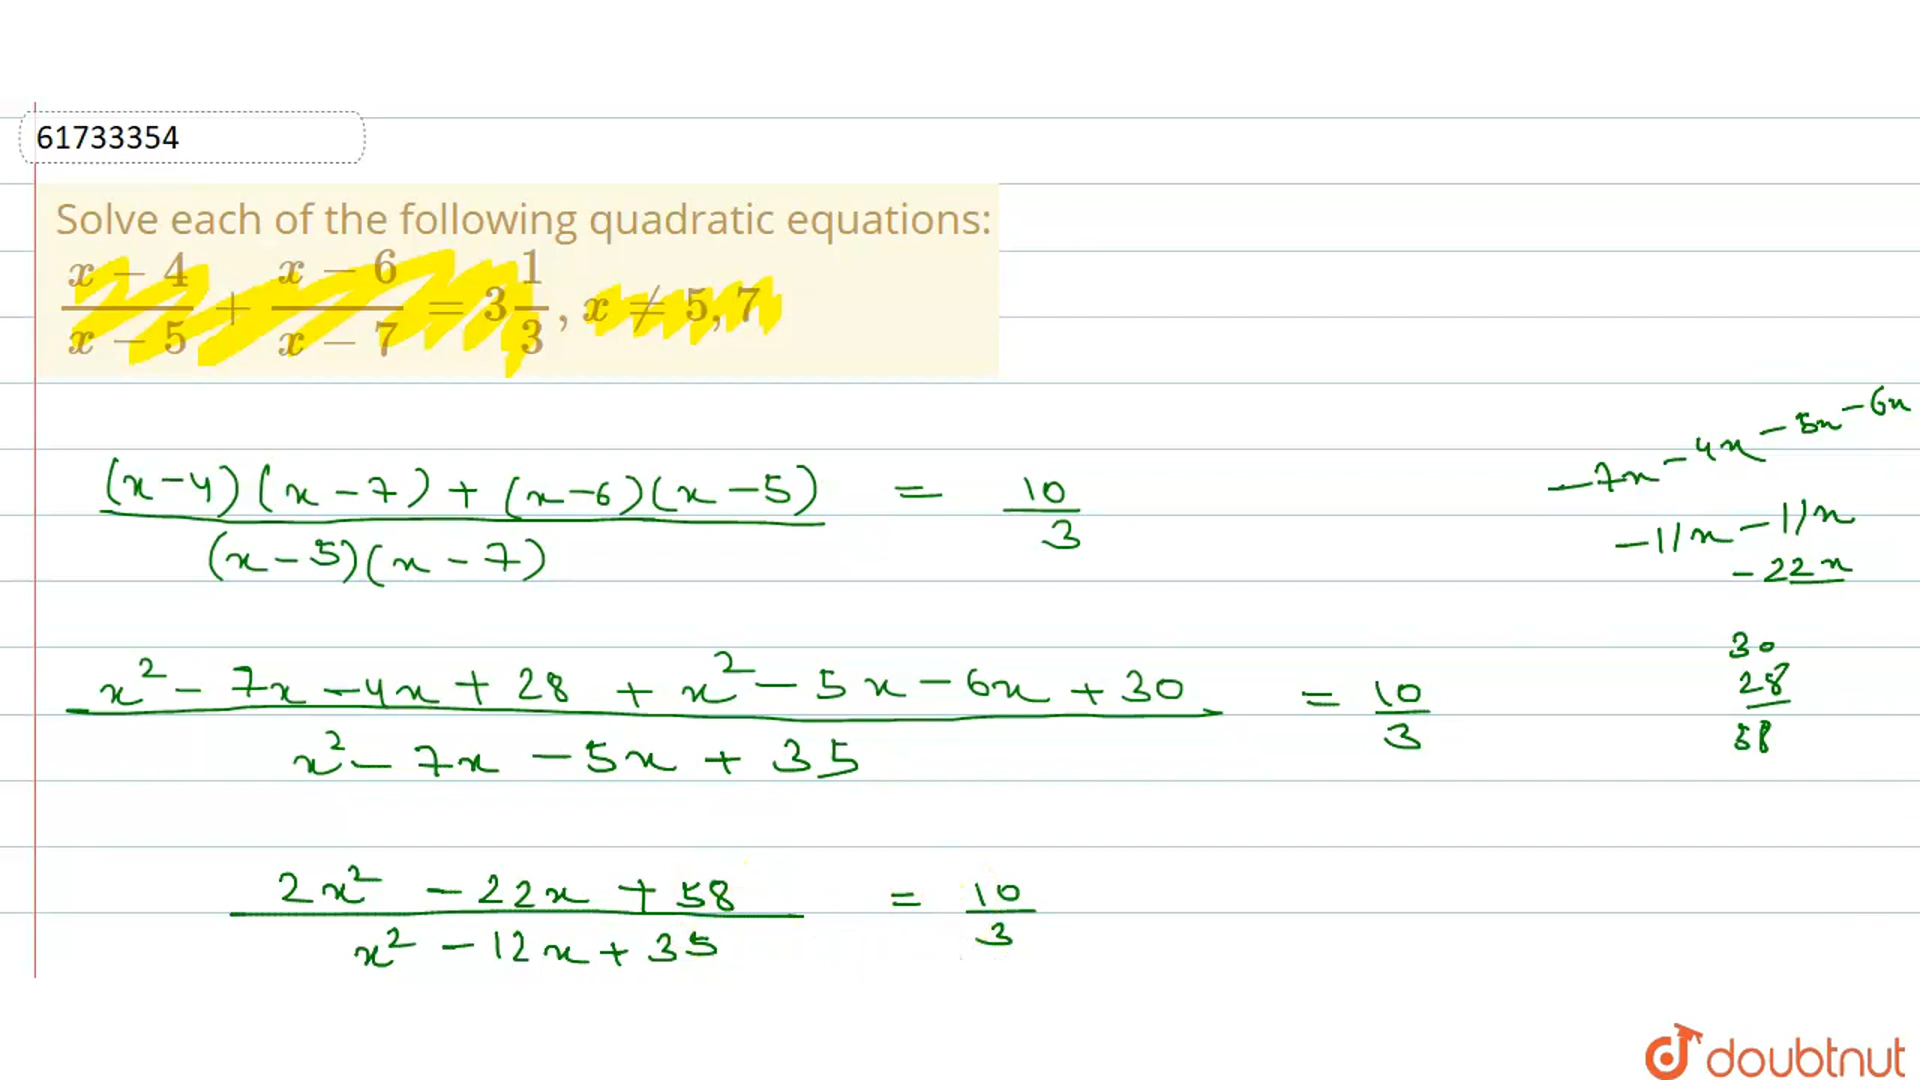 61733354
Solve each of the following quadratic equations:
x − 4 / x − 5 + x − 6 / x − 7 = 3 1/3 , x ≠ 5, 7
(x − 4)(x − 7) + (x − 6)(x − 5) = 10
(x − 5)(x − 7) 3
x² − 7x − 4x + 28 + x² − 5x − 6x + 30 = 10
x² − 7x − 5x + 35 3
2x² − 22x + 58 = 10
x² − 12x + 35 3
− 7x − 4x − 5x − 6x
− 11x − 11x
− 22x
30
28
58
doubtnut